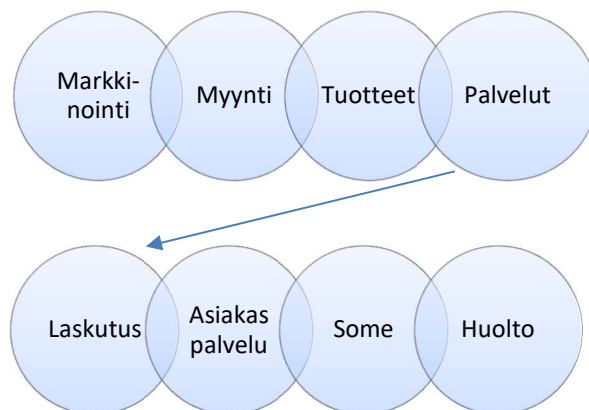 Markki-
nointi
Myynti
Tuotteet
Palvelut
Laskutus
Asiakas
palvelu
Some
Huolto